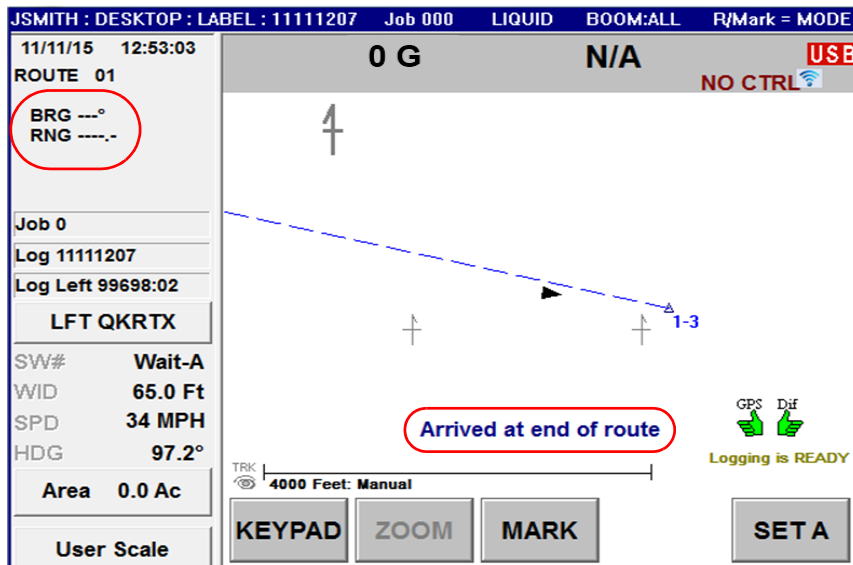 JSMITH : DESKTOP : LABEL : 11111207 Job 000 LIQUID BOOM:ALL R/Mark = MODE
11/11/15 12:53:03
ROUTE 01
BRG ---°
RNG ----.-
Job 0
Log 11111207
Log Left 99698:02
LFT QKRTX
SW# Wait-A
WID 65.0 Ft
SPD 34 MPH
HDG 97.2°
Area 0.0 Ac
User Scale
0 G N/A USB
NO CTRL
1-3
Arrived at end of route
GPS Dif
Logging is READY
TRK
4000 Feet: Manual
KEYPAD ZOOM MARK SET A